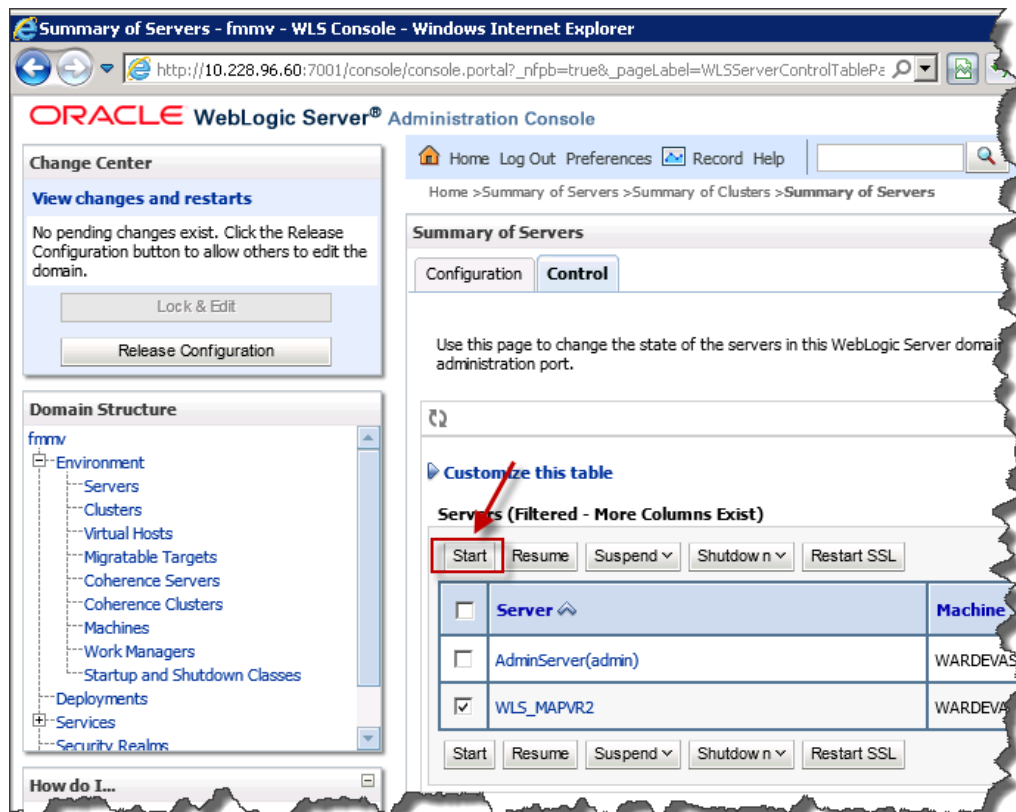 Summary of Servers - fmmv - WLS Console - Windows Internet Explorer
http://10.228.96.60:7001/console/console.portal?_nfpb=true&_pageLabel=WLSServerControlTablePa
ORACLE WebLogic Server® Administration Console
Change Center
View changes and restarts
No pending changes exist. Click the Release
Configuration button to allow others to edit the
domain.
Lock & Edit
Release Configuration
Domain Structure
fmmv
Environment
Servers
Clusters
Virtual Hosts
Migratable Targets
Coherence Servers
Coherence Clusters
Machines
Work Managers
Startup and Shutdown Classes
Deployments
Services
Security Realms
How do I...
Home Log Out Preferences Record Help
Home >Summary of Servers >Summary of Clusters >Summary of Servers
Summary of Servers
Configuration Control
Use this page to change the state of the servers in this WebLogic Server domain
administration port.
Customize this table
Servers (Filtered - More Columns Exist)
Start Resume Suspend Shutdown Restart SSL
Server Machine
AdminServer(admin) WARDEVAS
WLS_MAPVR2 WARDEVA
Start Resume Suspend Shutdown Restart SSL